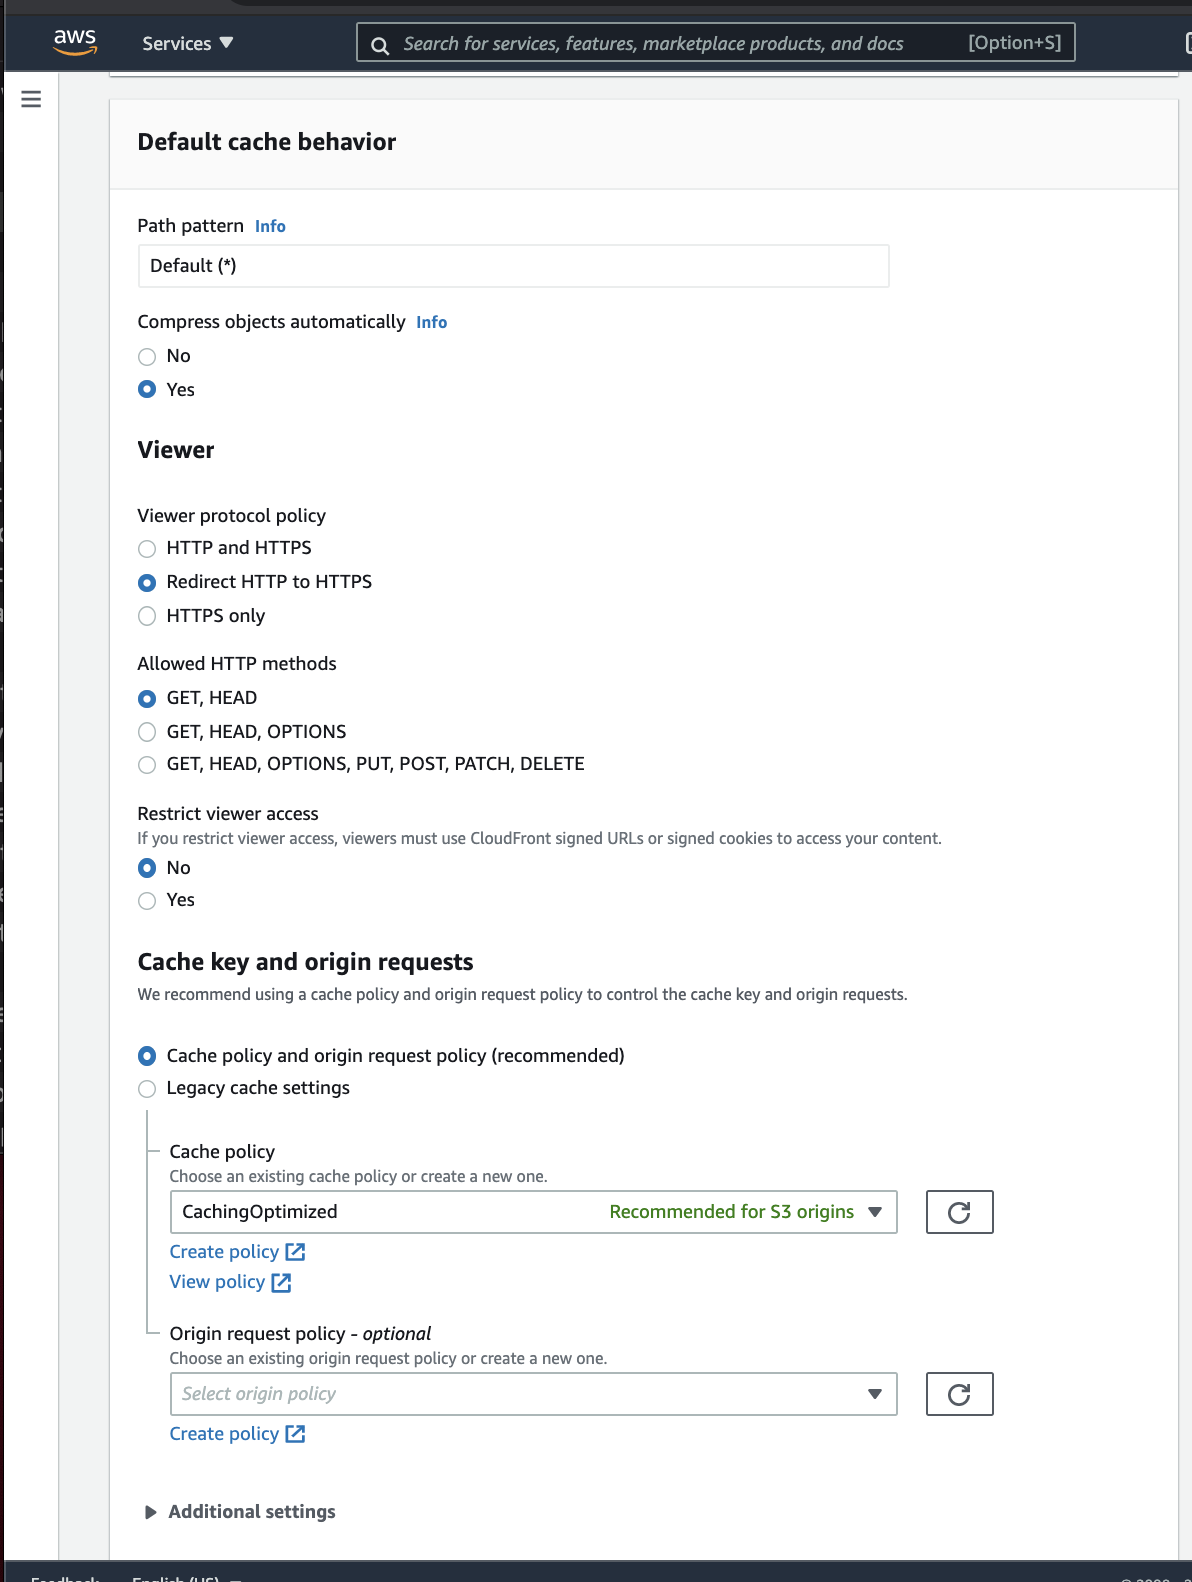 aws
Services
Search for services, features, marketplace products, and docs [Option+S]
Default cache behavior
Path pattern Info
Default (*)
Compress objects automatically Info
No
Yes
Viewer
Viewer protocol policy
HTTP and HTTPS
Redirect HTTP to HTTPS
HTTPS only
Allowed HTTP methods
GET, HEAD
GET, HEAD, OPTIONS
GET, HEAD, OPTIONS, PUT, POST, PATCH, DELETE
Restrict viewer access
If you restrict viewer access, viewers must use CloudFront signed URLs or signed cookies to access your content.
No
Yes
Cache key and origin requests
We recommend using a cache policy and origin request policy to control the cache key and origin requests.
Cache policy and origin request policy (recommended)
Legacy cache settings
Cache policy
Choose an existing cache policy or create a new one.
CachingOptimized Recommended for S3 origins
Create policy
View policy
Origin request policy - optional
Choose an existing origin request policy or create a new one.
Select origin policy
Create policy
Additional settings
Feedback English (US)